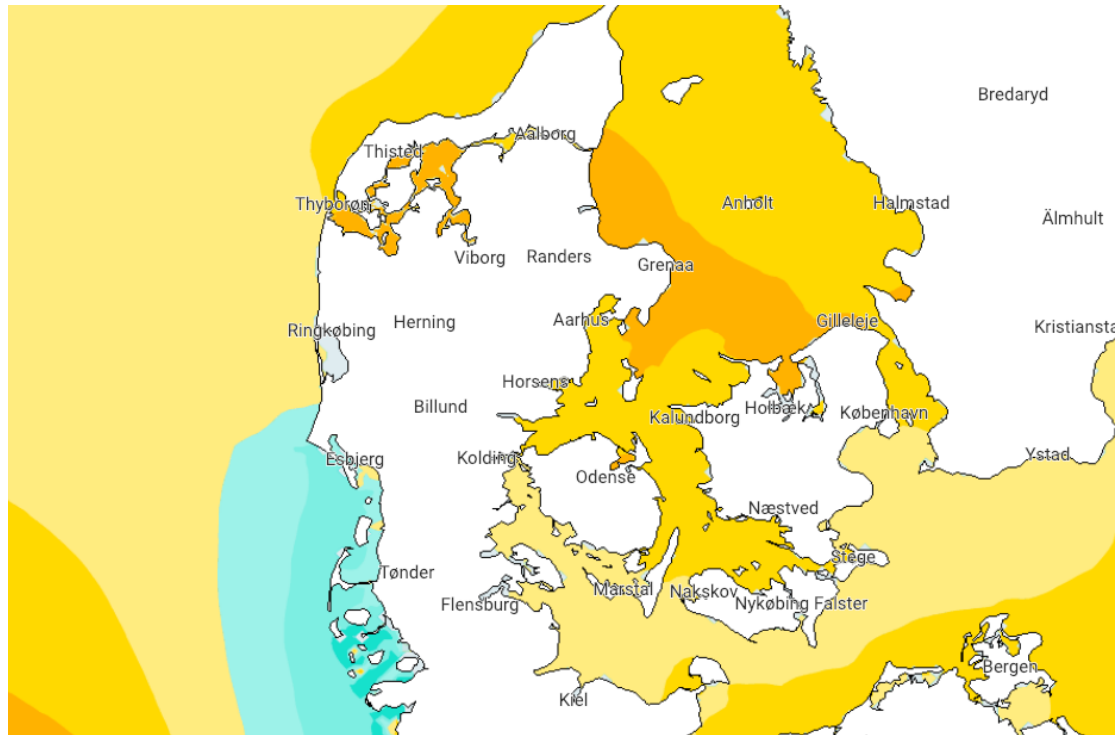 Bredaryd
Aalborg
Thisted
Thyborøn
Anholt
Halmstad
Älmhult
Viborg
Randers
Grenaa
Ringkøbing
Herning
Aarhus
Gilleleje
Kristiansta
Horsens
Billund
Kalundborg
Holbæk
København
Esbjerg
Kolding
Odense
Ystad
Næstved
Stege
Tønder
Flensburg
Marstal
Nakskov
Nykøbing Falster
Kiel
Bergen